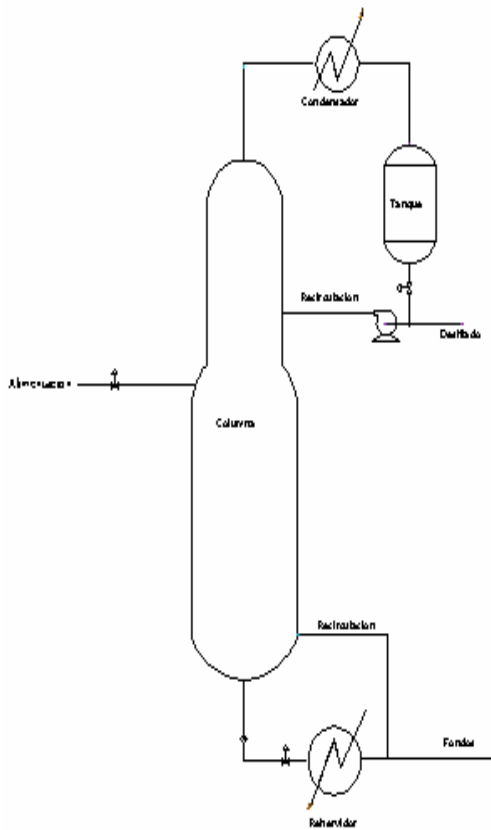 Condensador
Tanque
Recirculacion
Destilado
Alimentacion
Columna
Recirculacion
Fondos
Rehervidor